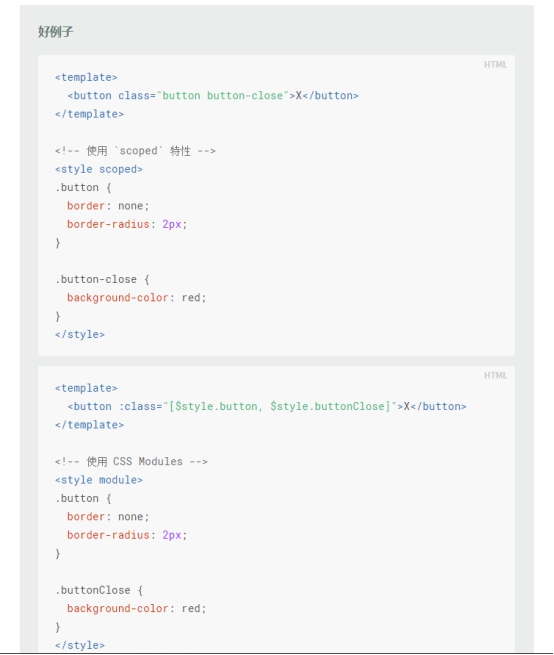 好例子
HTML
<template>
  <button class="button button-close">X</button>
</template>

<!-- 使用 `scoped` 特性 -->
<style scoped>
.button {
  border: none;
  border-radius: 2px;
}

.button-close {
  background-color: red;
}
</style>
HTML
<template>
  <button :class="[$style.button, $style.buttonClose]">X</button>
</template>

<!-- 使用 CSS Modules -->
<style module>
.button {
  border: none;
  border-radius: 2px;
}

.buttonClose {
  background-color: red;
}
</style>